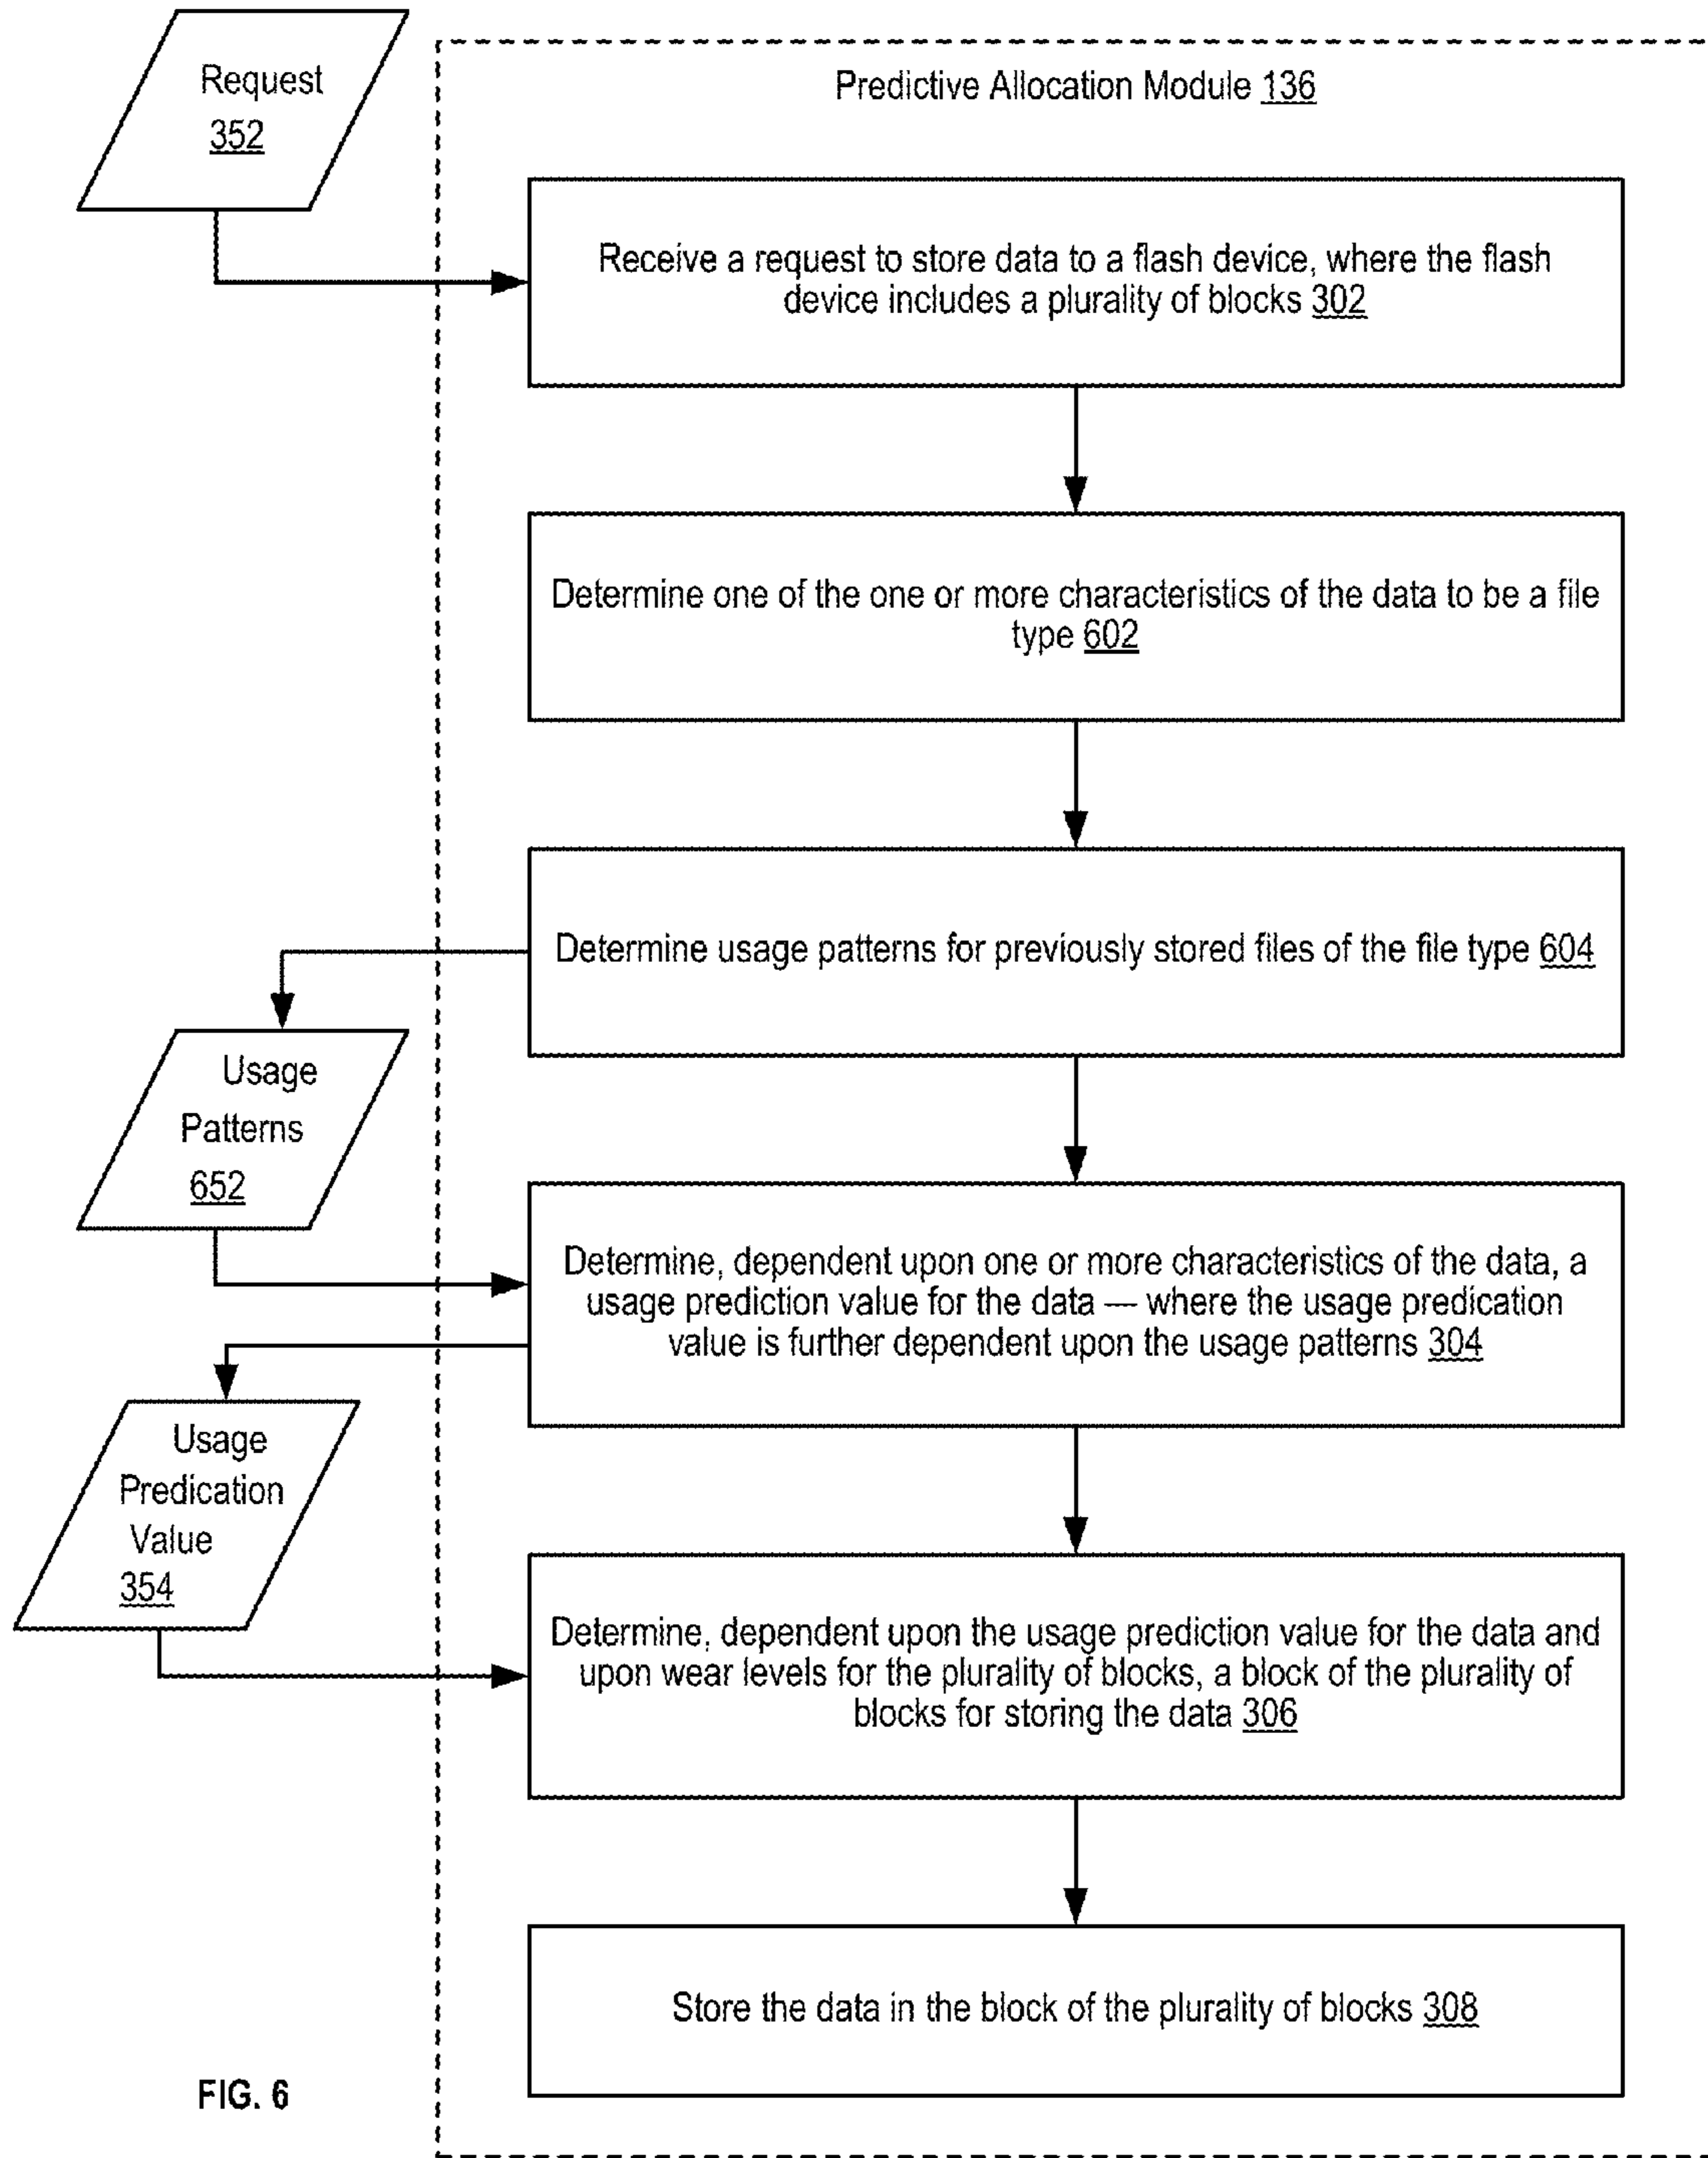 Request
352
Predictive Allocation Module 136
Receive a request to store data to a flash device, where the flash
device includes a plurality of blocks 302
Determine one of the one or more characteristics of the data to be a file
type 602
Determine usage patterns for previously stored files of the file type 604
Usage
Patterns
652
Determine, dependent upon one or more characteristics of the data, a
usage prediction value for the data — where the usage predication
value is further dependent upon the usage patterns 304
Usage
Predication
Value
354
Determine, dependent upon the usage prediction value for the data and
upon wear levels for the plurality of blocks, a block of the plurality of
blocks for storing the data 306
Store the data in the block of the plurality of blocks 308
FIG. 6